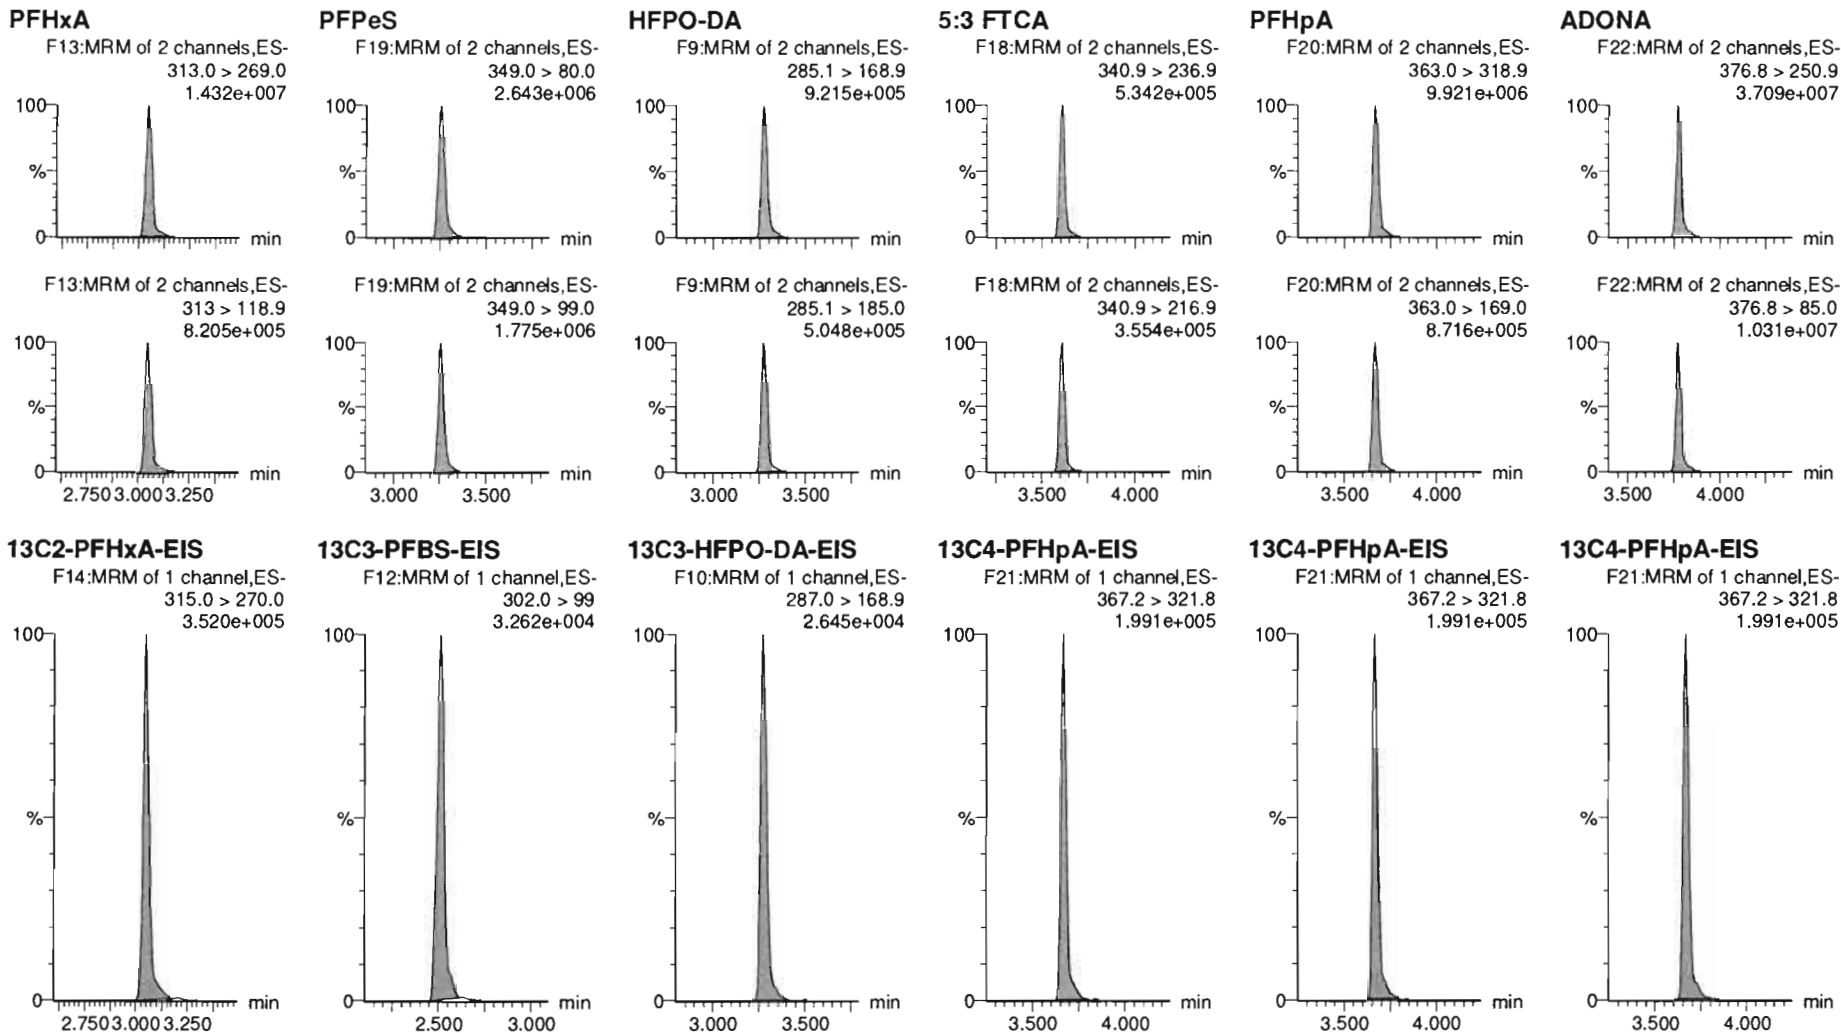 PFHxA
F13:MRM of 2 channels,ES-
313.0 > 269.0
1.432e+007
100
%
0
min
F13:MRM of 2 channels,ES-
313 > 118.9
8.205e+005
100
%
0
min
2.750 3.000 3.250
PFPeS
F19:MRM of 2 channels,ES-
349.0 > 80.0
2.643e+006
100
%
0
min
F19:MRM of 2 channels,ES-
349.0 > 99.0
1.775e+006
100
%
0
min
3.000 3.500
HFPO-DA
F9:MRM of 2 channels,ES-
285.1 > 168.9
9.215e+005
100
%
0
min
F9:MRM of 2 channels,ES-
285.1 > 185.0
5.048e+005
100
%
0
min
3.000 3.500
5:3 FTCA
F18:MRM of 2 channels,ES-
340.9 > 236.9
5.342e+005
100
%
0
min
F18:MRM of 2 channels,ES-
340.9 > 216.9
3.554e+005
100
%
0
min
3.500 4.000
PFHpA
F20:MRM of 2 channels,ES-
363.0 > 318.9
9.921e+006
100
%
0
min
F20:MRM of 2 channels,ES-
363.0 > 169.0
8.716e+005
100
%
0
min
3.500 4.000
ADONA
F22:MRM of 2 channels,ES-
376.8 > 250.9
3.709e+007
100
%
0
min
F22:MRM of 2 channels,ES-
376.8 > 85.0
1.031e+007
100
%
0
min
3.500 4.000
13C2-PFHxA-EIS
F14:MRM of 1 channel,ES-
315.0 > 270.0
3.520e+005
100
%
0
min
2.750 3.000 3.250
13C3-PFBS-EIS
F12:MRM of 1 channel,ES-
302.0 > 99
3.262e+004
100
%
0
min
2.500 3.000
13C3-HFPO-DA-EIS
F10:MRM of 1 channel,ES-
287.0 > 168.9
2.645e+004
100
%
0
min
3.000 3.500
13C4-PFHpA-EIS
F21:MRM of 1 channel,ES-
367.2 > 321.8
1.991e+005
100
%
0
min
3.500 4.000
13C4-PFHpA-EIS
F21:MRM of 1 channel,ES-
367.2 > 321.8
1.991e+005
100
%
0
min
3.500 4.000
13C4-PFHpA-EIS
F21:MRM of 1 channel,ES-
367.2 > 321.8
1.991e+005
100
%
0
min
3.500 4.000